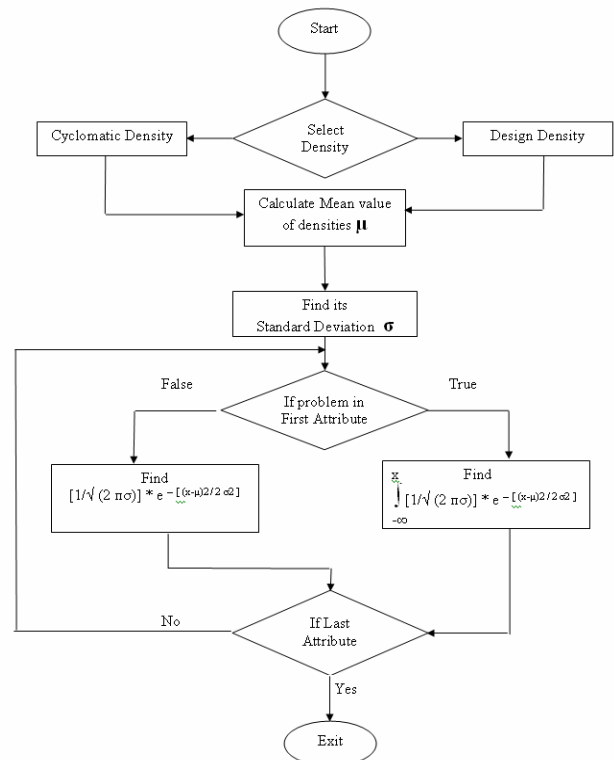 Start
Select
Density
Cyclomatic Density
Design Density
Calculate Mean value
of densities μ
Find its
Standard Deviation σ
False
True
If problem in
First Attribute
Find
[1/√ (2 πσ)] * e – [(x-μ)2/ 2 σ2]
x Find
∫ [1/√ (2 πσ)] * e – [(x-μ)2/ 2 σ2]
-∞
No
If Last
Attribute
Yes
Exit